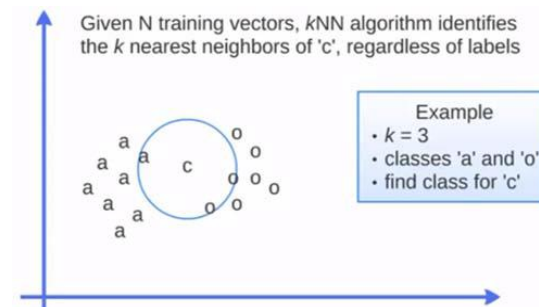 Given N training vectors, kNN algorithm identifies
the k nearest neighbors of 'c', regardless of labels
Example
• k = 3
• classes 'a' and 'o'
• find class for 'c'
a
o
a
a
o
a
c
a
a
o
o
o
a
o
o
a
a